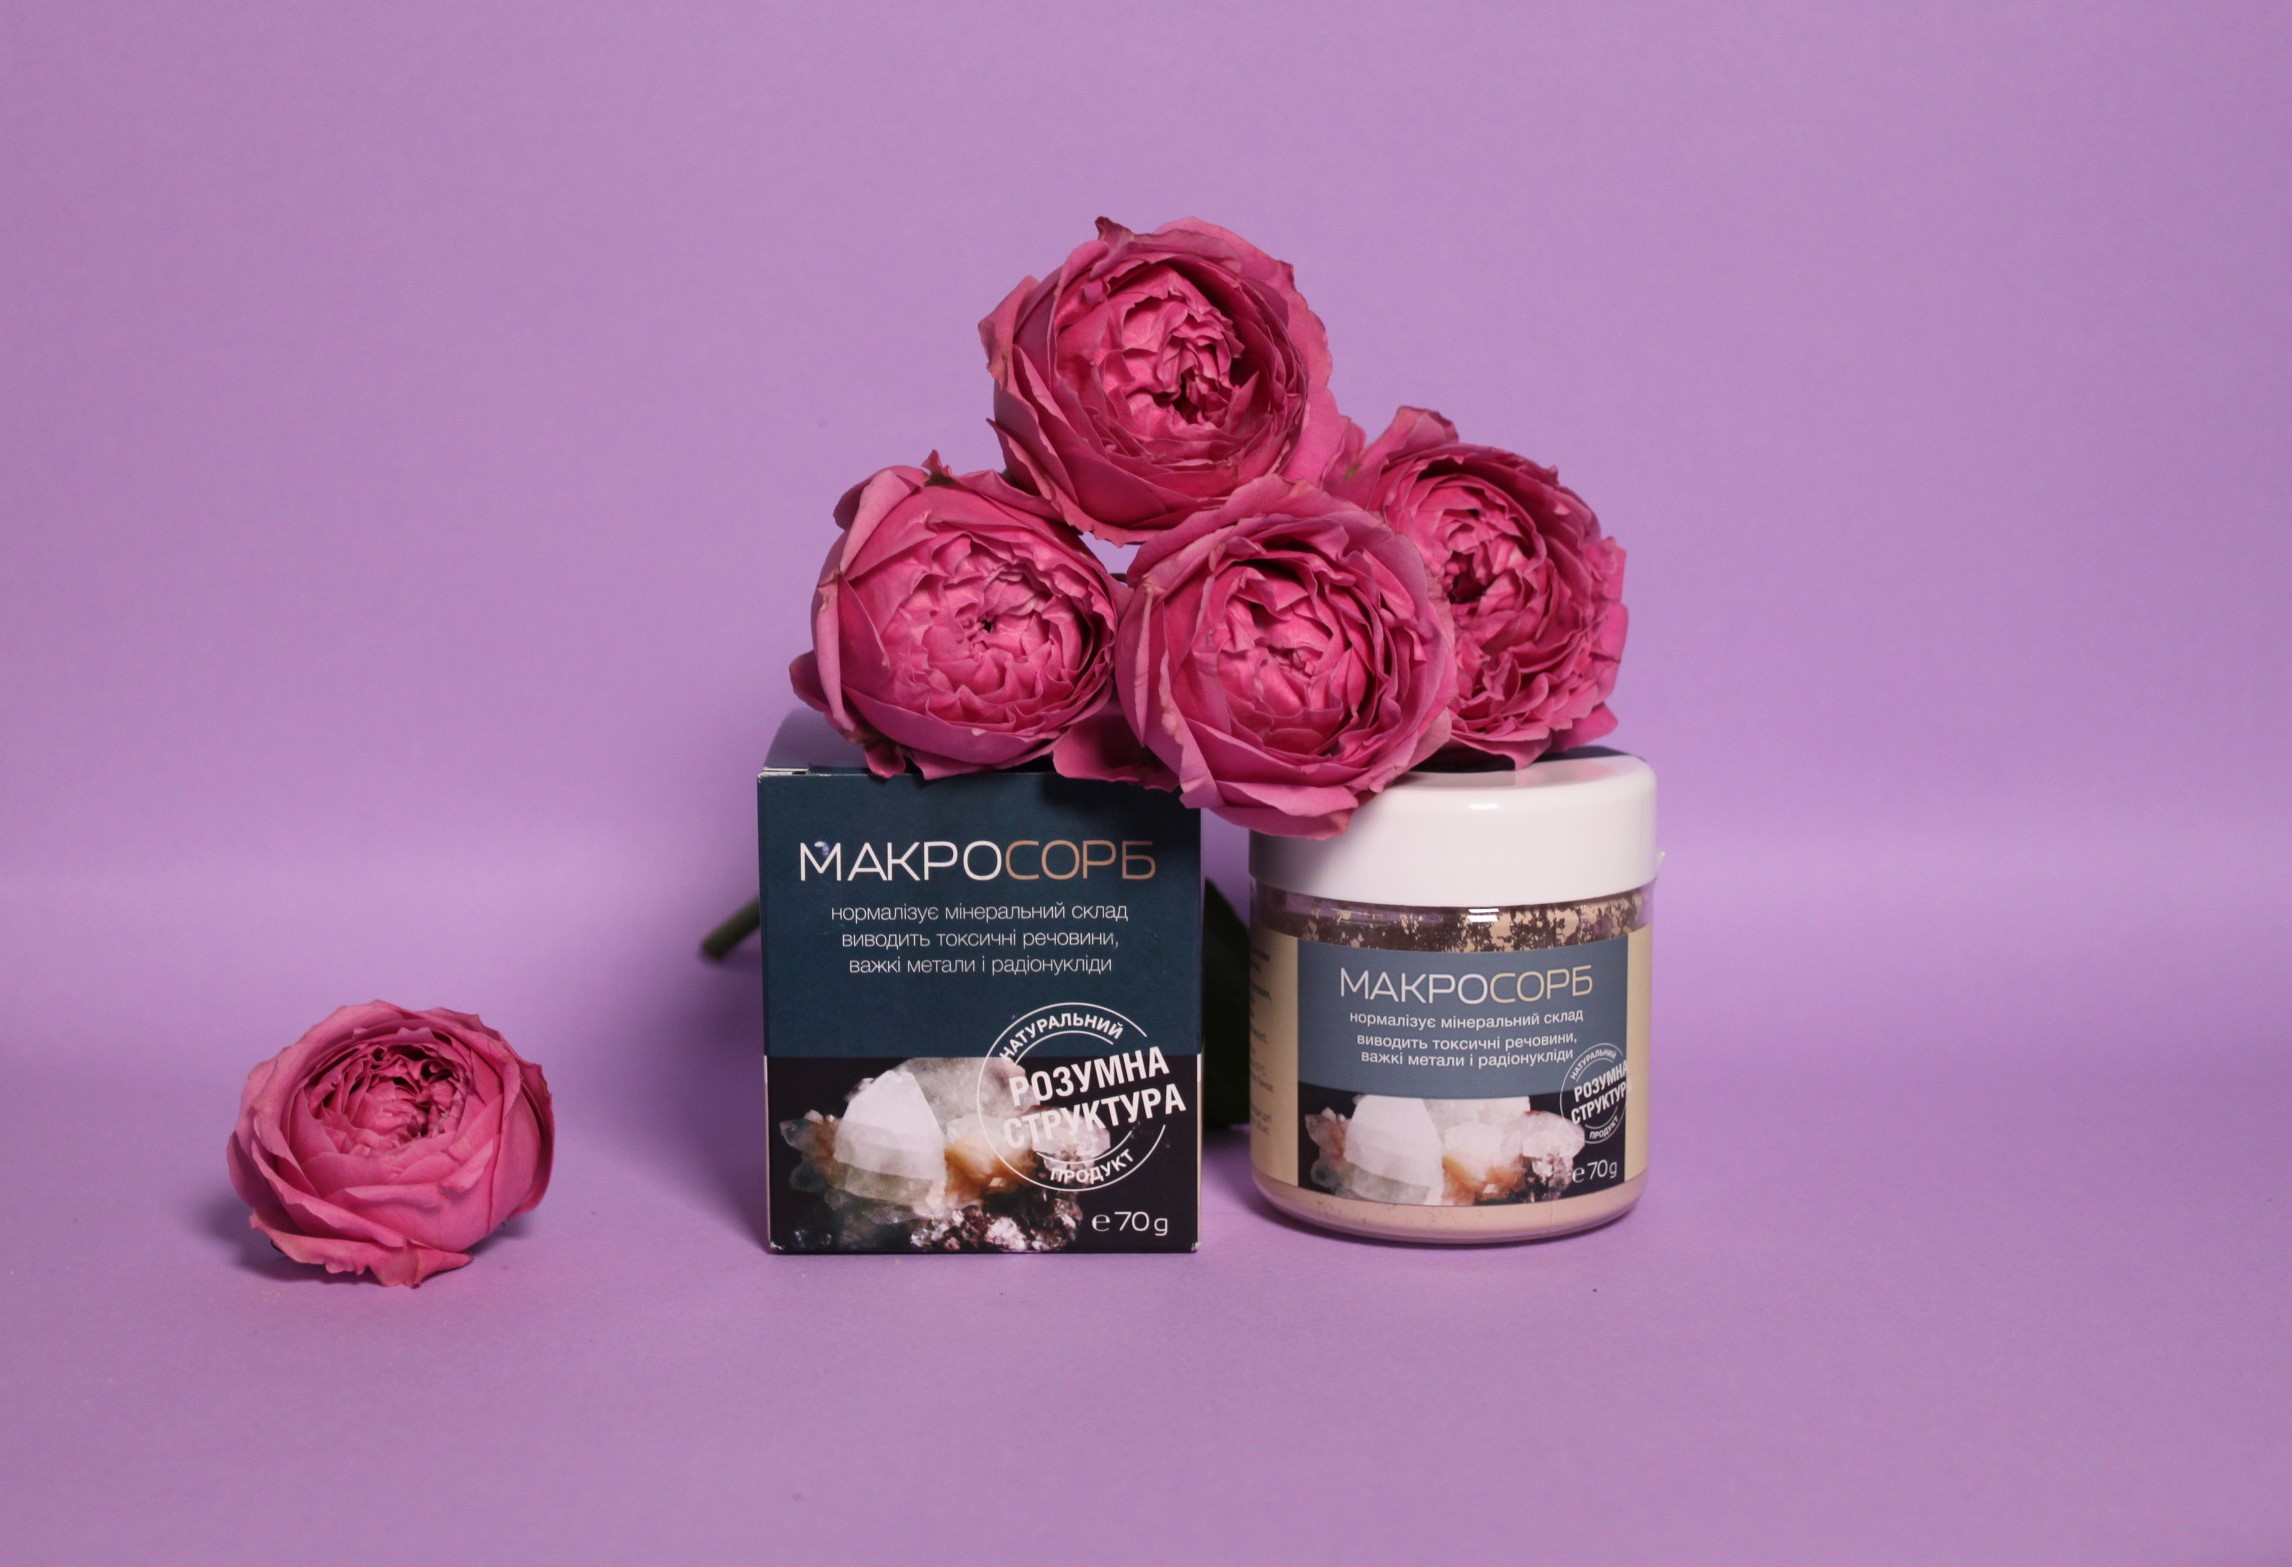 МАКРОСОРБ
нормалізує мінеральний склад
виводить токсичні речовини,
важкі метали і радіонукліди
НАТУРАЛЬНИЙ
РОЗУМНА
СТРУКТУРА
ПРОДУКТ
℮70g
МАКРОСОРБ
нормалізує мінеральний склад
виводить токсичні речовини,
важкі метали і радіонукліди
НАТУРАЛЬНИЙ
РОЗУМНА
СТРУКТУР
ПРОДУКТ
℮70g